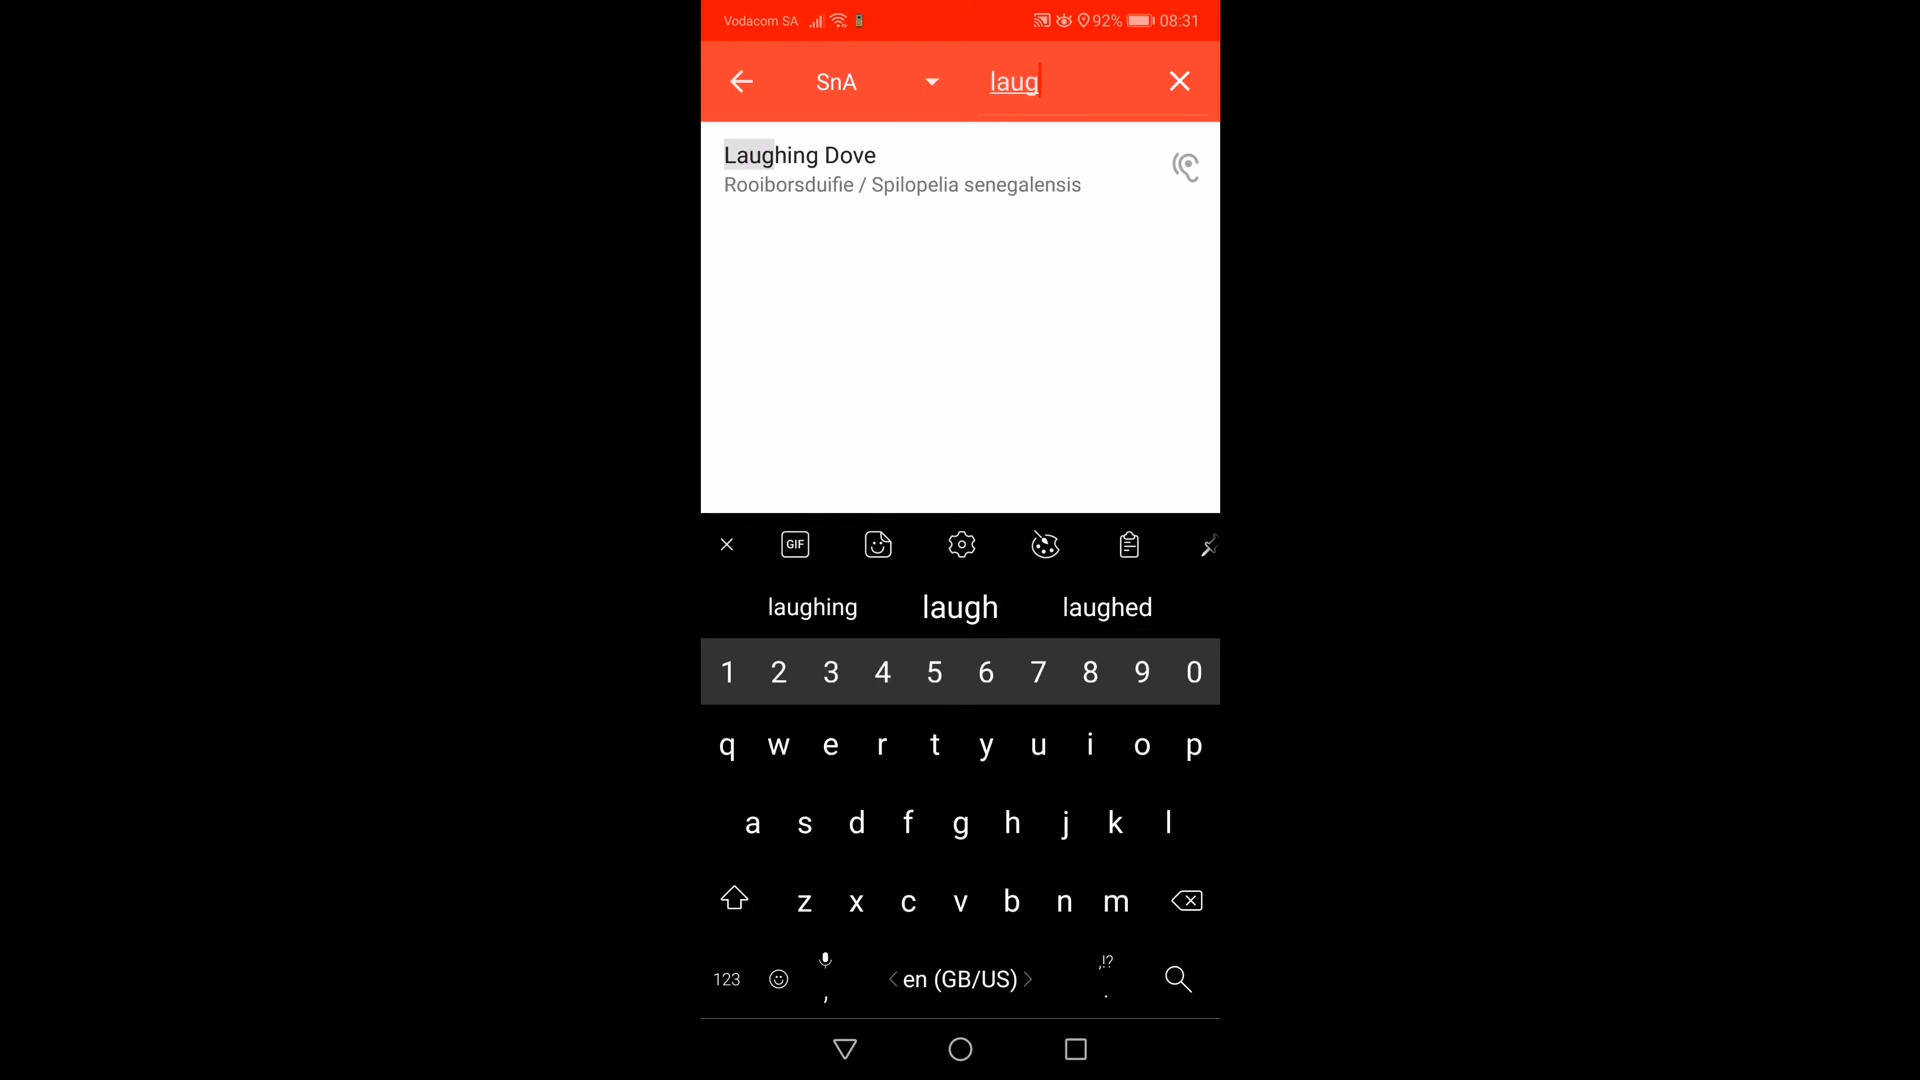 Vodacom SA 92% 08:31
SnA laug
Laughing Dove
Rooiborsduifie / Spilopelia senegalensis
GIF
laughing laugh laughed
1 2 3 4 5 6 7 8 9 0
q w e r t y u i o p
a s d f g h j k l
z x c v b n m
123 , en (GB/US) ,!? .